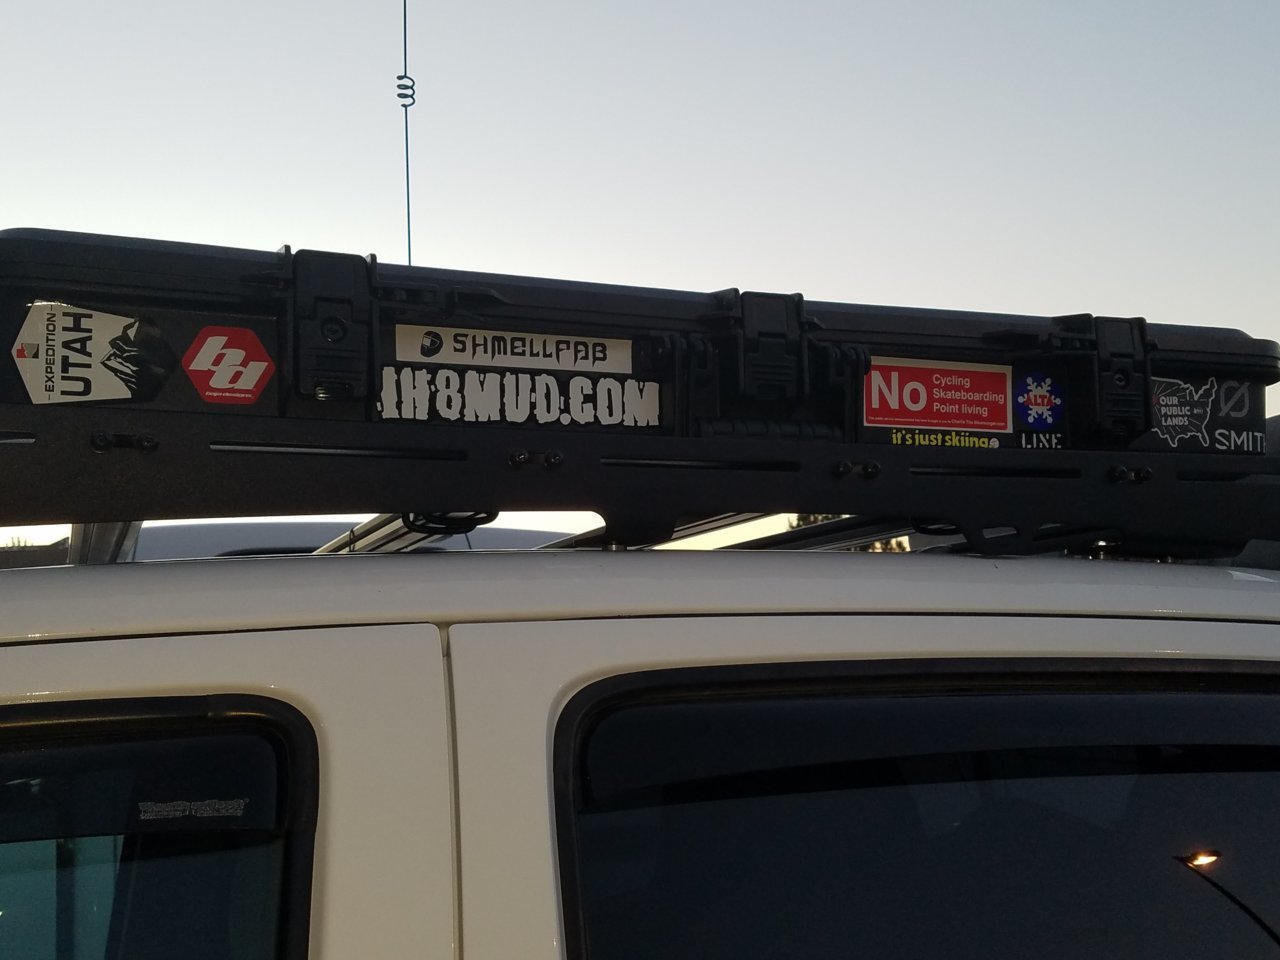 EXPEDITION
UTAH
bd
SHMELLFAB
IH8MUD.COM
No
Cycling
Skateboarding
Point living
it's just skiing
ALTA
LINE
OUR
PUBLIC
LANDS
SMIT